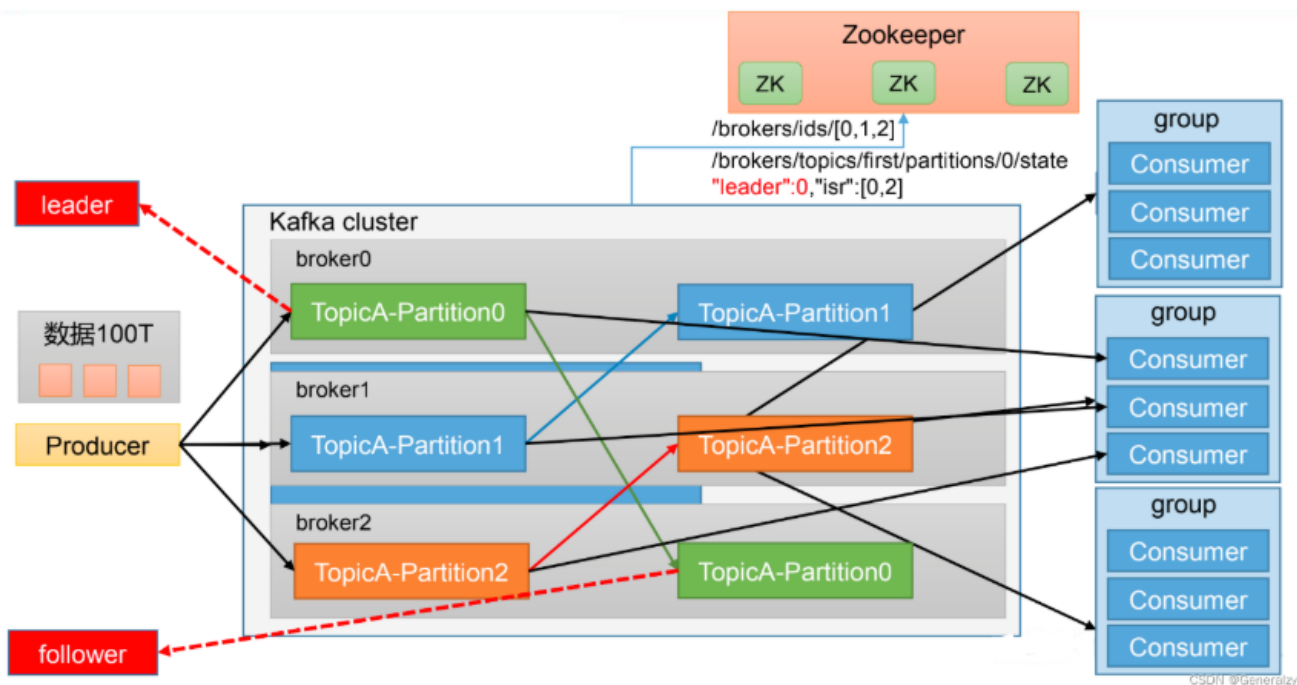 Zookeeper
ZK
ZK
ZK
/brokers/ids/[0,1,2]
/brokers/topics/first/partitions/0/state
"leader":0,"isr":[0,2]
leader
数据100T
Producer
follower
Kafka cluster
broker0
TopicA-Partition0
TopicA-Partition1
broker1
TopicA-Partition1
TopicA-Partition2
broker2
TopicA-Partition2
TopicA-Partition0
group
Consumer
Consumer
Consumer
group
Consumer
Consumer
Consumer
group
Consumer
Consumer
Consumer
CSDN @Generalzy